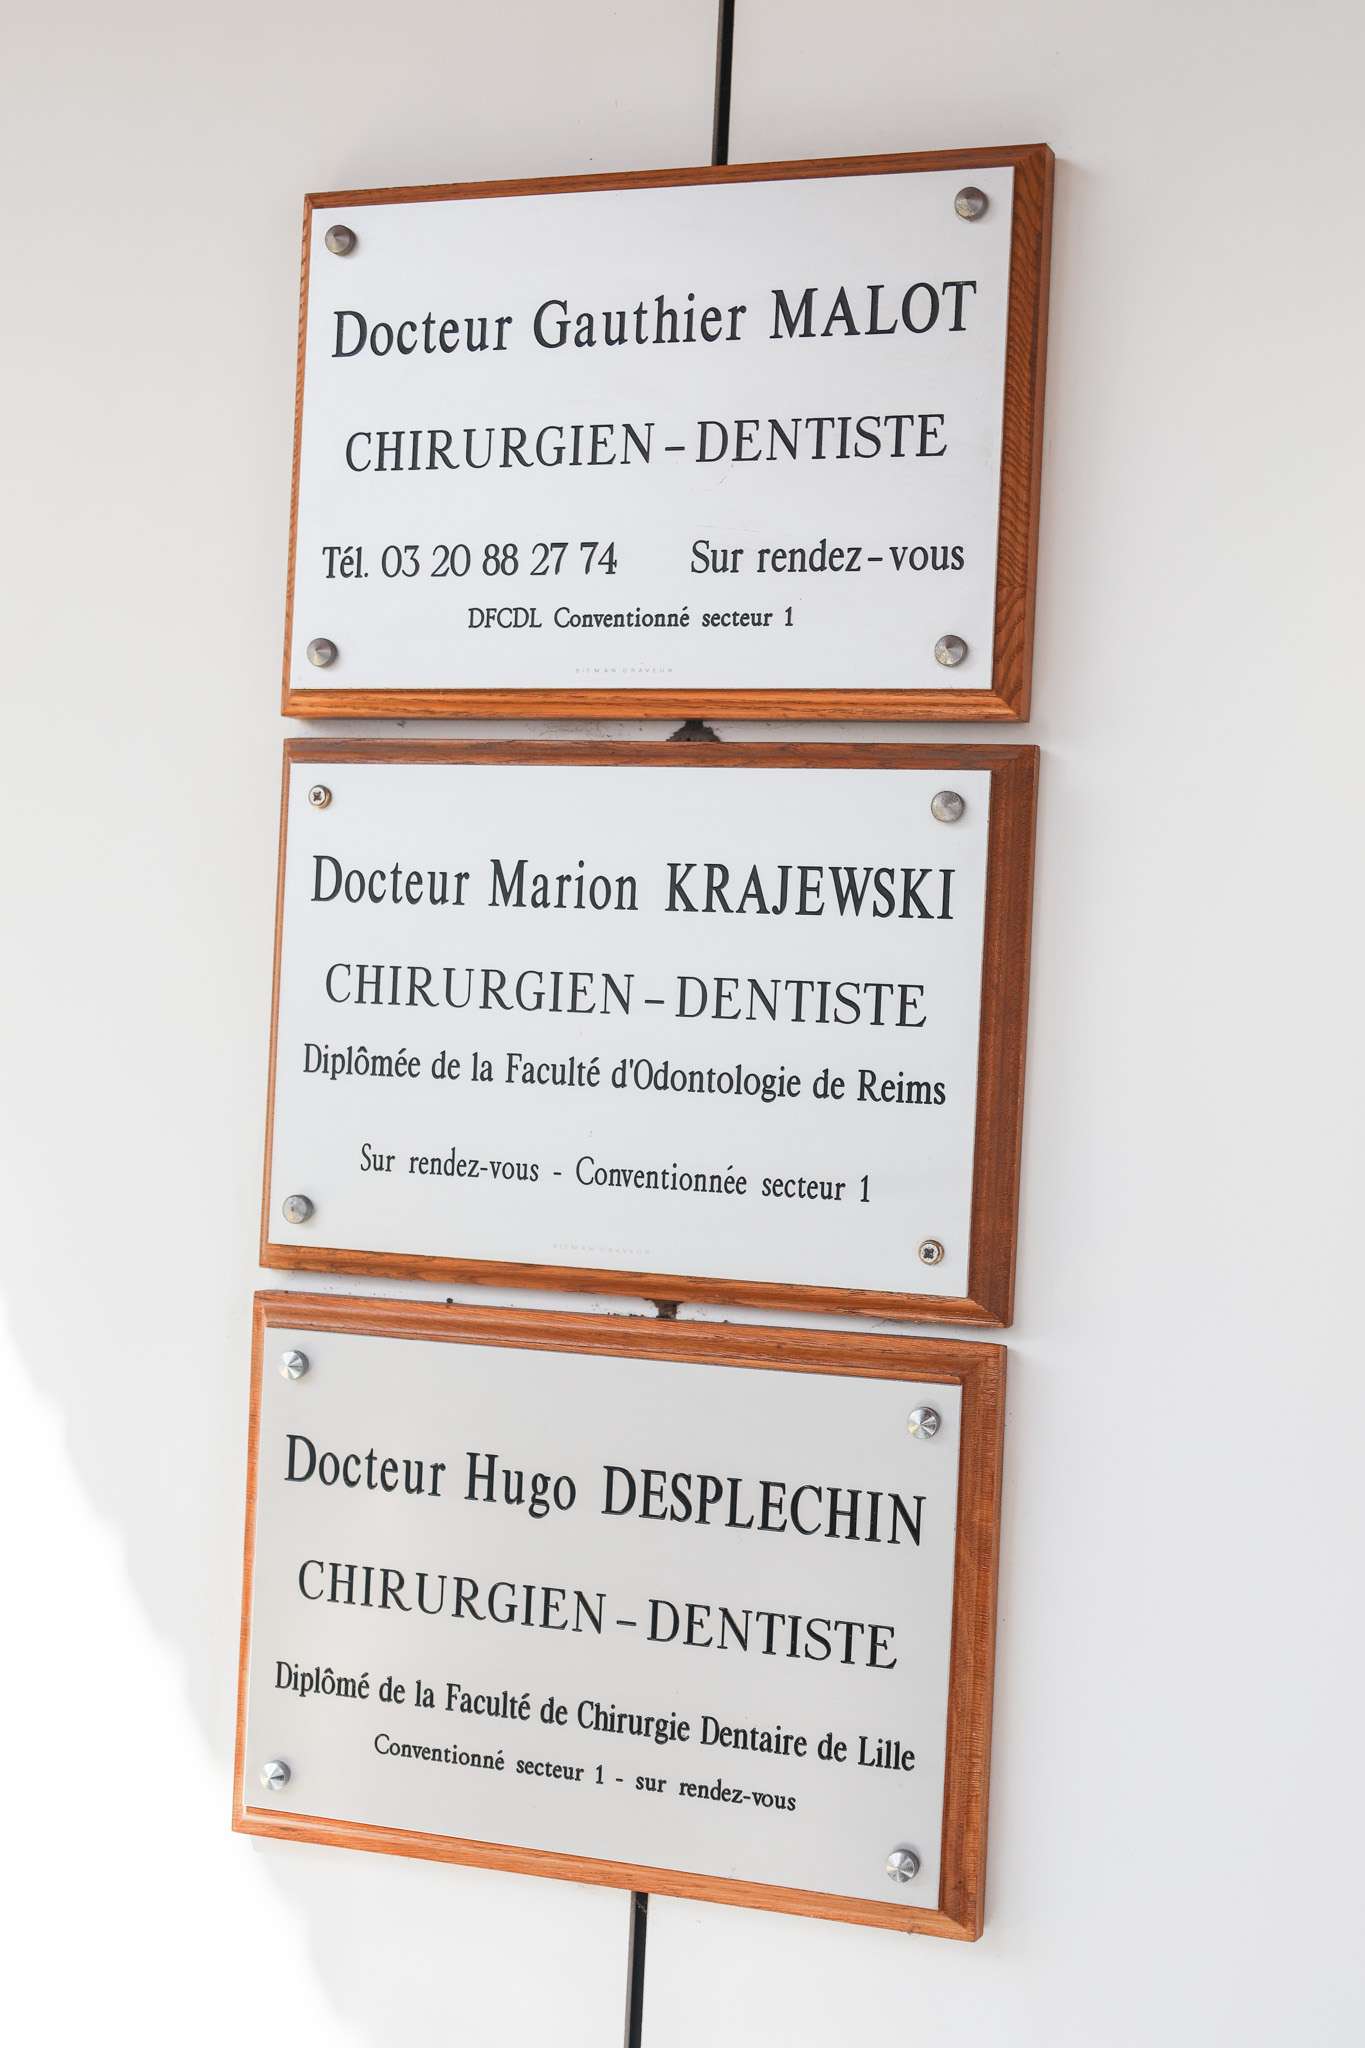 Docteur Gauthier MALOT
CHIRURGIEN-DENTISTE
Tél. 03 20 88 27 74 Sur rendez-vous
DFCDL Conventionné secteur 1
Docteur Marion KRAJEWSKI
CHIRURGIEN-DENTISTE
Diplômée de la Faculté d'Odontologie de Reims
Sur rendez-vous - Conventionnée secteur 1
Docteur Hugo DESPLECHIN
CHIRURGIEN-DENTISTE
Diplômé de la Faculté de Chirurgie Dentaire de Lille
Conventionné secteur 1 - sur rendez-vous